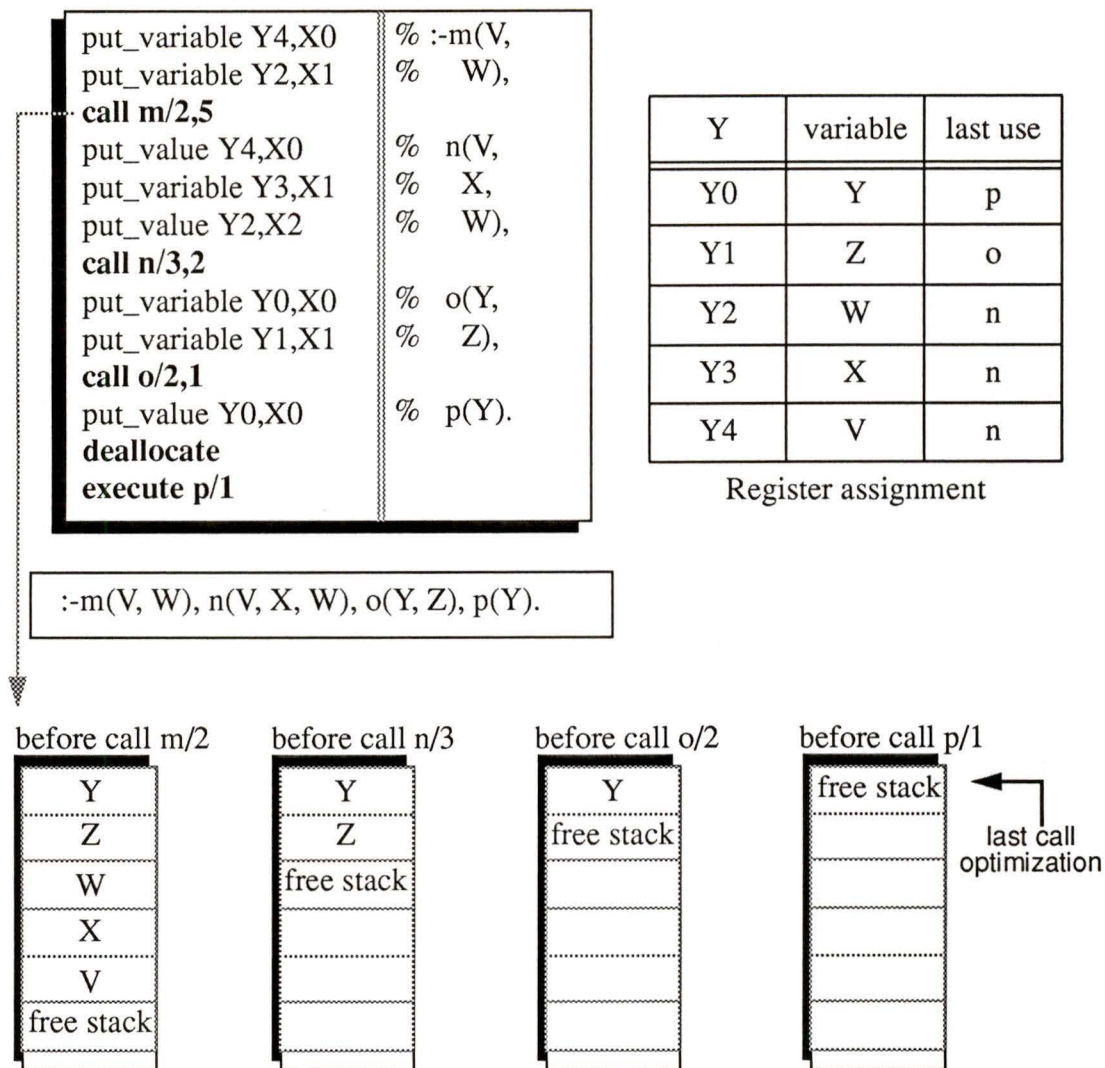 put_variable Y4,X0 % :-m(V,
put_variable Y2,X1 % W),
call m/2,5
put_value Y4,X0 % n(V,
put_variable Y3,X1 % X,
put_value Y2,X2 % W),
call n/3,2
put_variable Y0,X0 % o(Y,
put_variable Y1,X1 % Z),
call o/2,1
put_value Y0,X0 % p(Y).
deallocate
execute p/1
Y variable last use
Y0 Y p
Y1 Z o
Y2 W n
Y3 X n
Y4 V n
Register assignment
:-m(V, W), n(V, X, W), o(Y, Z), p(Y).
before call m/2
Y
Z
W
X
V
free stack
before call n/3
Y
Z
free stack
before call o/2
Y
free stack
before call p/1
free stack
last call
optimization